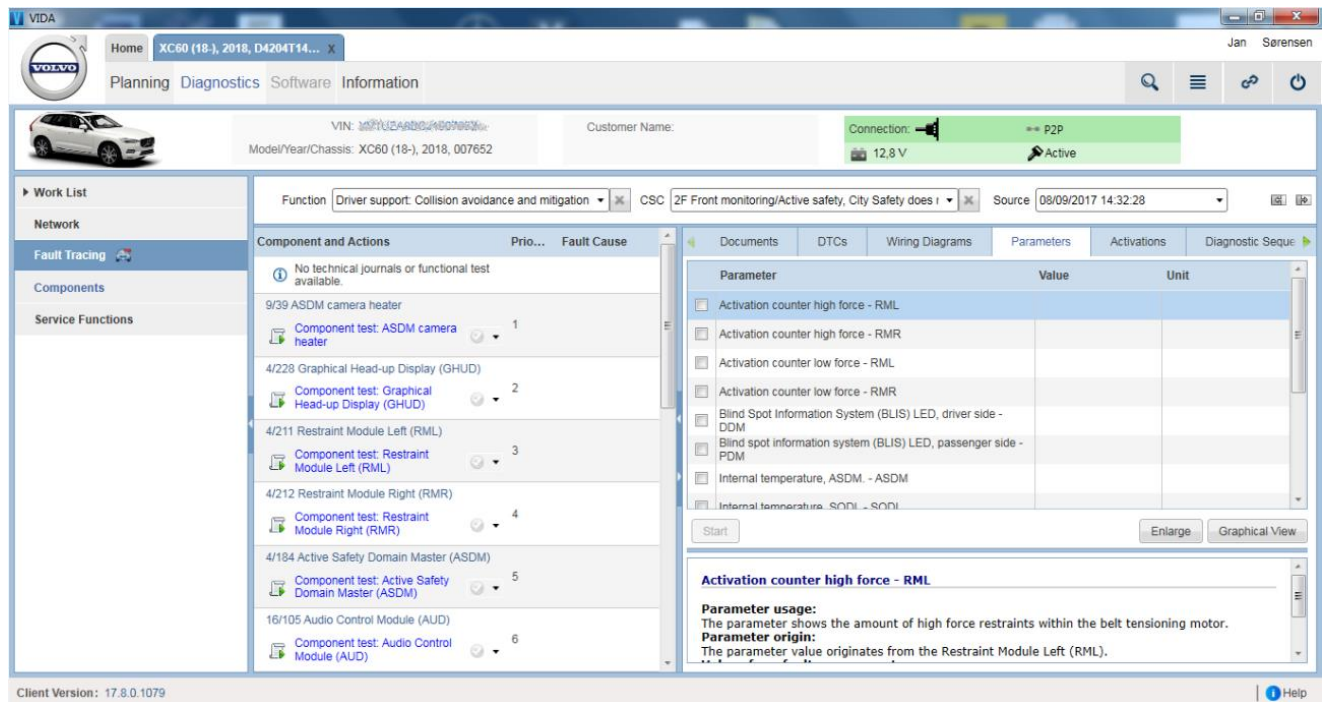 VIDA
Home XC60 (18-), 2018, D4204T14... X
Jan Sørensen
VOLVO
Planning Diagnostics Software Information
VIN:
Customer Name:
Connection:
P2P
Model/Year/Chassis: XC60 (18-), 2018, 007652
12,8 V
Active
Work List
Network
Fault Tracing
Components
Service Functions
Function Driver support: Collision avoidance and mitigation
CSC 2F Front monitoring/Active safety, City Safety does
Source 08/09/2017 14:32:28
Component and Actions Prio... Fault Cause
No technical journals or functional test
available.
9/39 ASDM camera heater
Component test: ASDM camera
heater
1
4/228 Graphical Head-up Display (GHUD)
Component test: Graphical
Head-up Display (GHUD)
2
4/211 Restraint Module Left (RML)
Component test: Restraint
Module Left (RML)
3
4/212 Restraint Module Right (RMR)
Component test: Restraint
Module Right (RMR)
4
4/184 Active Safety Domain Master (ASDM)
Component test: Active Safety
Domain Master (ASDM)
5
16/105 Audio Control Module (AUD)
Component test: Audio Control
Module (AUD)
6
Documents DTCs Wiring Diagrams Parameters Activations Diagnostic Seque
Parameter Value Unit
Activation counter high force - RML
Activation counter high force - RMR
Activation counter low force - RML
Activation counter low force - RMR
Blind Spot Information System (BLIS) LED, driver side -
DDM
Blind spot information system (BLIS) LED, passenger side -
PDM
Internal temperature, ASDM. - ASDM
Internal temperature, SODL - SODL
Start
Enlarge
Graphical View
Activation counter high force - RML
Parameter usage:
The parameter shows the amount of high force restraints within the belt tensioning motor.
Parameter origin:
The parameter value originates from the Restraint Module Left (RML).
Client Version: 17.8.0.1079
Help